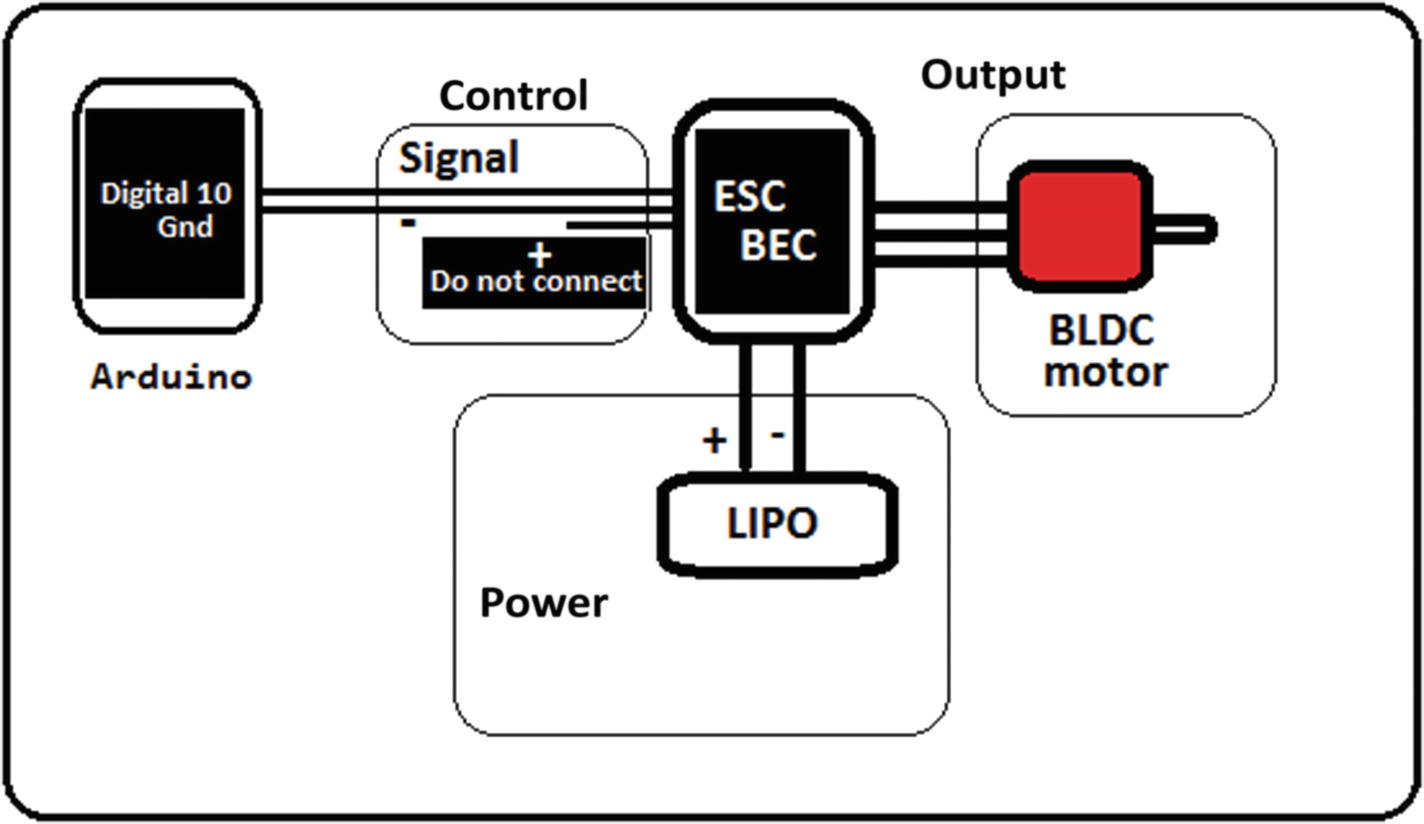 Output
Control
Signal
Digital 10
Gnd
-
+
Do not connect
ESC
BEC
Arduino
BLDC
motor
+ -
LIPO
Power